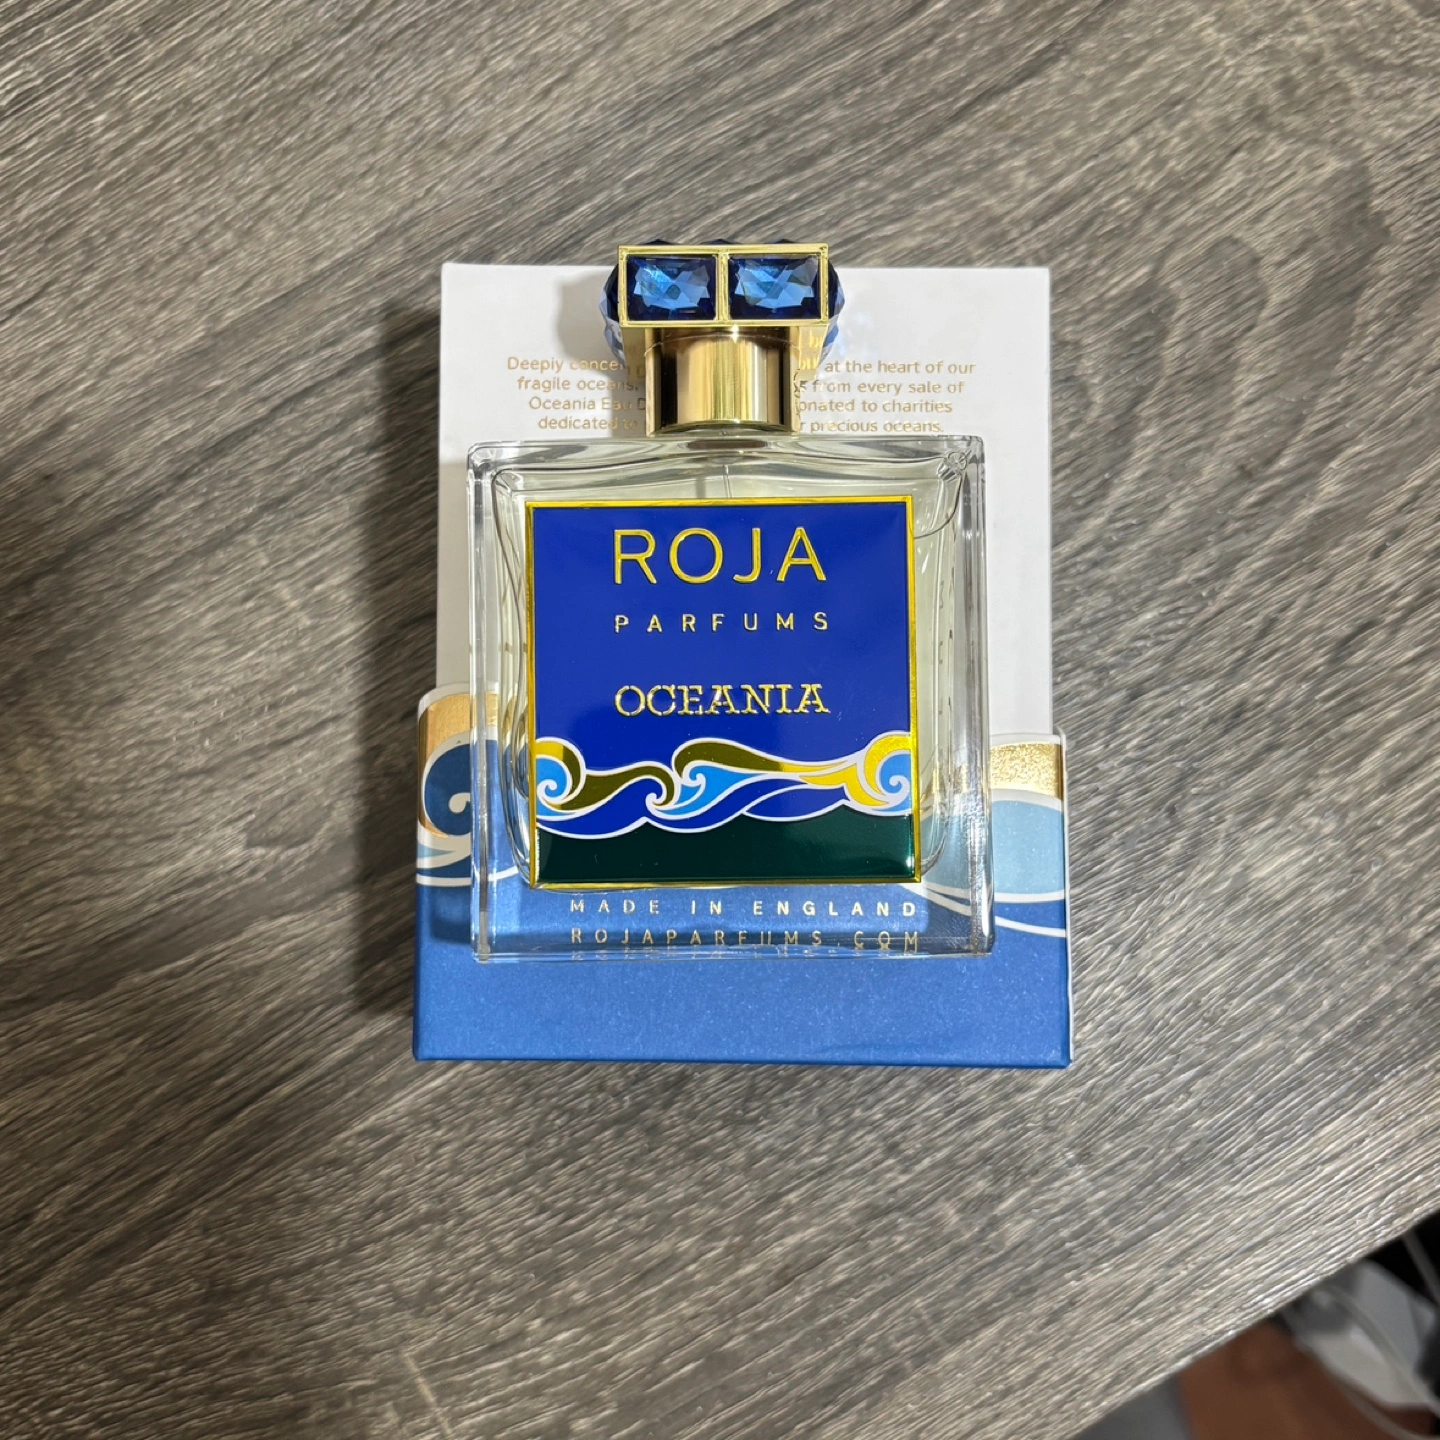 Deeply at the heart of our
fragile oceans. from every sale of
Oceania Eau to charities
dedicated precious oceans.
ROJA
PARFUMS
OCEANIA
MADE IN ENGLAND
ROJAPARFUMS.COM